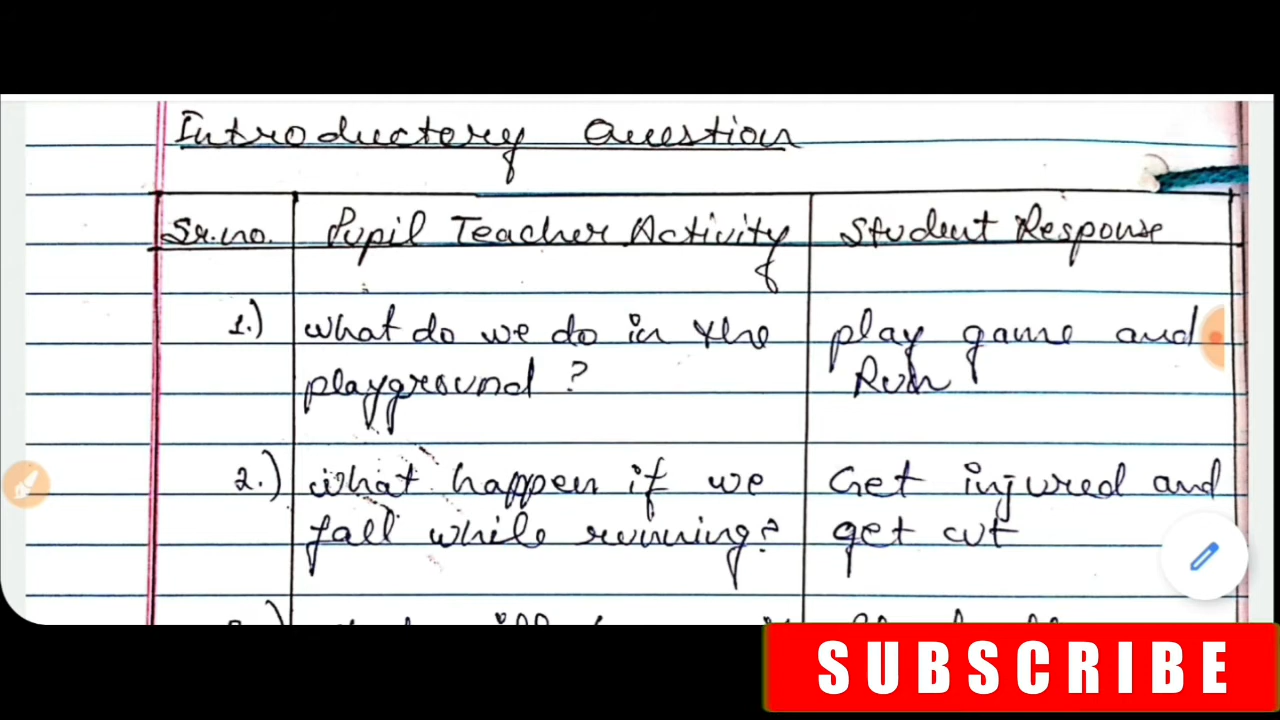 Introductory Question
Sr.no. Pupil Teacher Activity Student Response
1.) What do we do in the play game and
playground ? Run
2.) what happen if we Get injured and
fall while running? get cut
SUBSCRIBE